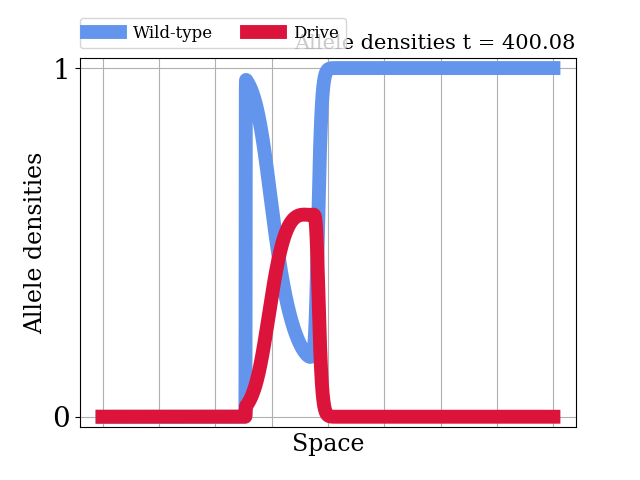 Wild-type Drive
Allele densities t = 400.08
1
Allele densities
0
Space